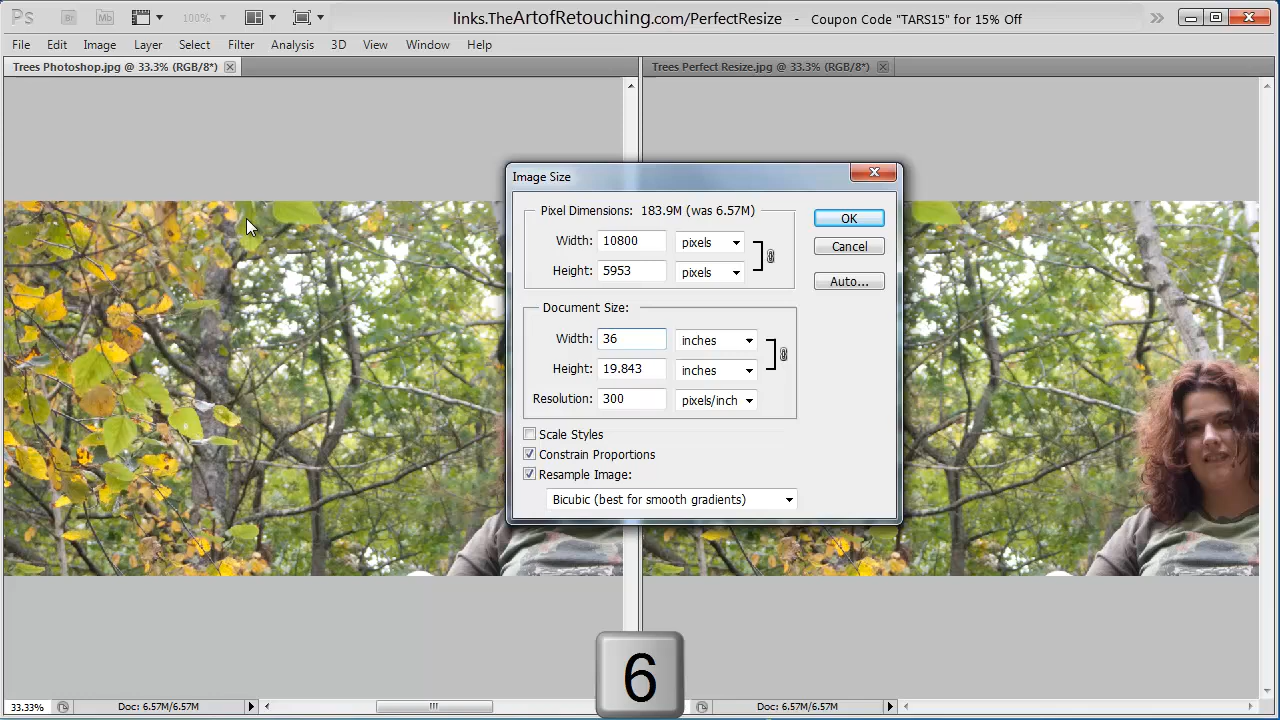 Ps Br Mb 100% links.TheArtofRetouching.com/PerfectResize - Coupon Code "TARS15" for 15% Off
File Edit Image Layer Select Filter Analysis 3D View Window Help
Trees Photoshop.jpg @ 33.3% (RGB/8*) Trees Perfect Resize.jpg @ 33.3% (RGB/8*)
Image Size
Pixel Dimensions: 183.9M (was 6.57M)
OK
Width: 10800 pixels
Cancel
Height: 5953 pixels
Auto...
Document Size:
Width: 36 inches
Height: 19.843 inches
Resolution: 300 pixels/inch
Scale Styles
Constrain Proportions
Resample Image:
Bicubic (best for smooth gradients)
6
33.33% Doc: 6.57M/6.57M Doc: 6.57M/6.57M